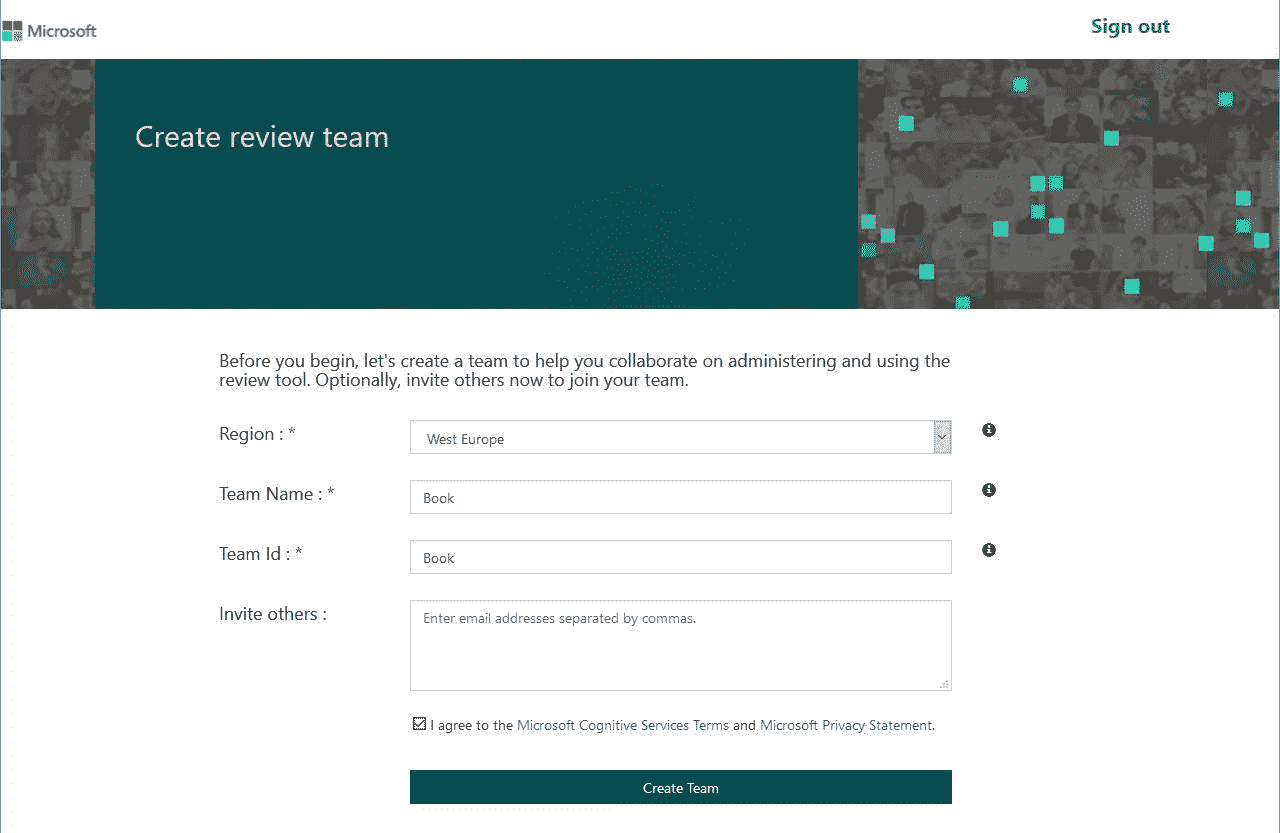 Microsoft
Sign out
Create review team
Before you begin, let's create a team to help you collaborate on administering and using the
review tool. Optionally, invite others now to join your team.
Region : *
West Europe
Team Name : *
Book
Team Id : *
Book
Invite others :
Enter email addresses separated by commas.
I agree to the Microsoft Cognitive Services Terms and Microsoft Privacy Statement.
Create Team